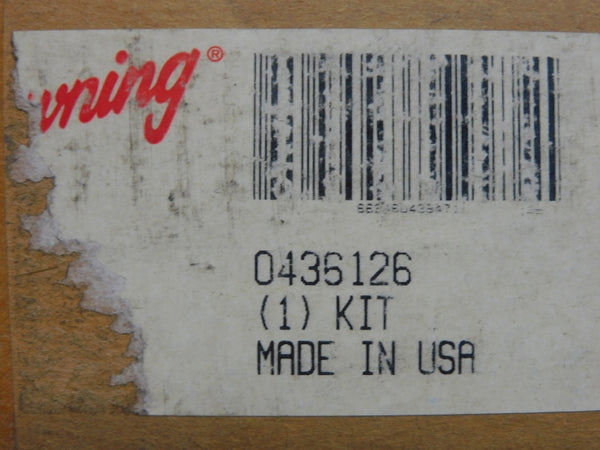 wning®
0436126
(1) KIT
MADE IN USA